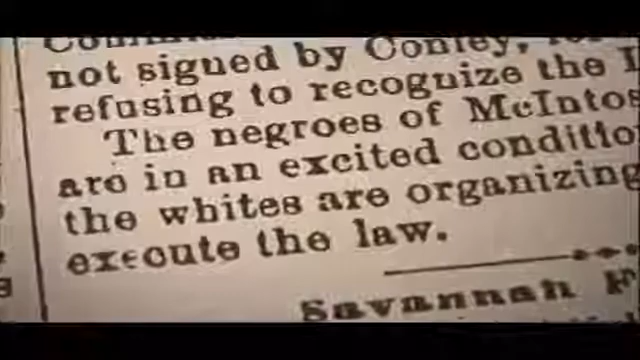 not signed by Conley,
refusing to recognize the
The negroes of McIntos
are in an excited conditio
the whites are organizing
execute the law.
Savannah